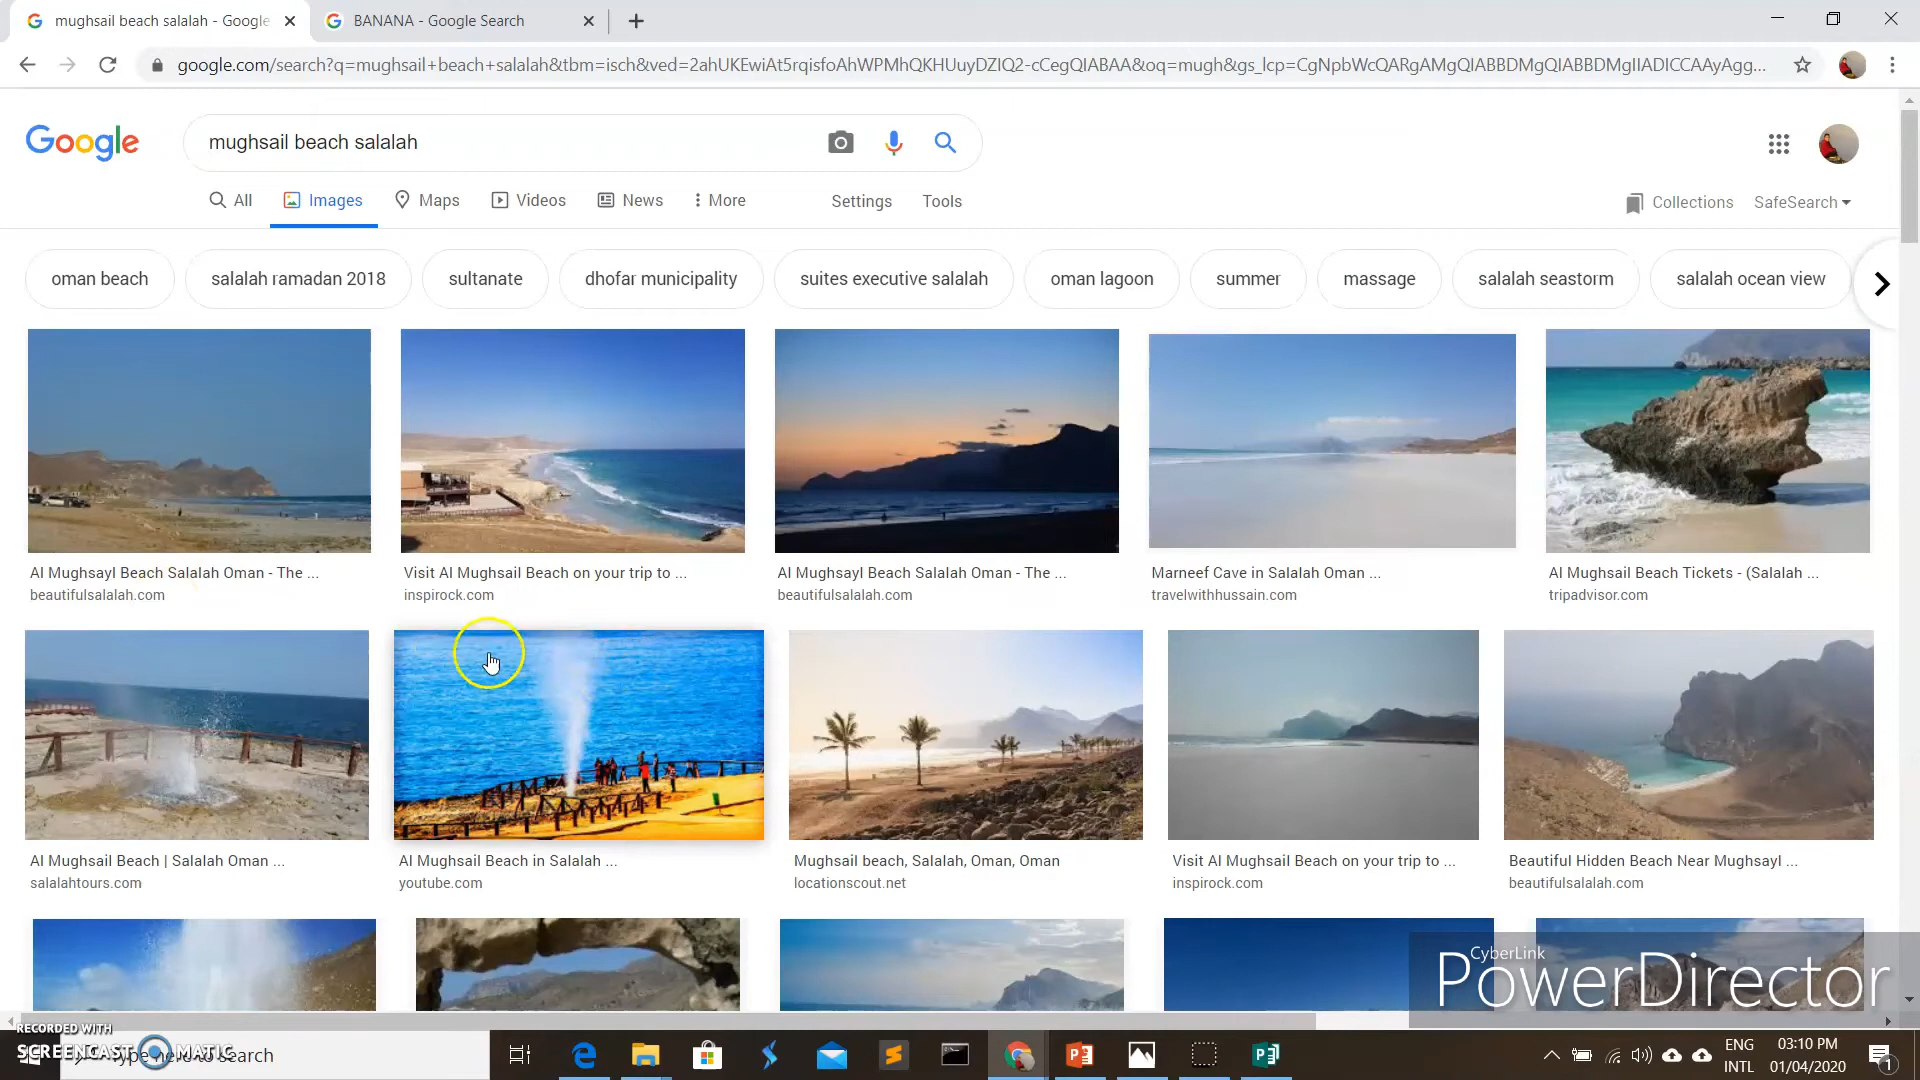 mughsail beach salalah - Google
BANANA - Google Search
google.com/search?q=mughsail+beach+salalah&tbm=isch&ved=2ahUKEwiAt5rqisfoAhWPMhQKHUuyDZIQ2-cCegQIABAA&oq=mugh&gs_lcp=CgNpbWcQARgAMgQIABBDMgQIABBDMgIIADICCAAyAgg...
Google
mughsail beach salalah
All
Images
Maps
Videos
News
More
Settings
Tools
Collections
SafeSearch
oman beach
salalah ramadan 2018
sultanate
dhofar municipality
suites executive salalah
oman lagoon
summer
massage
salalah seastorm
salalah ocean view
Al Mughsayl Beach Salalah Oman - The ...
beautifulsalalah.com
Visit Al Mughsail Beach on your trip to ...
inspirock.com
Al Mughsayl Beach Salalah Oman - The ...
beautifulsalalah.com
Marneef Cave in Salalah Oman ...
travelwithhussain.com
Al Mughsail Beach Tickets - (Salalah ...
tripadvisor.com
Al Mughsail Beach | Salalah Oman ...
salalahtours.com
Al Mughsail Beach in Salalah ...
youtube.com
Mughsail beach, Salalah, Oman, Oman
locationscout.net
Visit Al Mughsail Beach on your trip to ...
inspirock.com
Beautiful Hidden Beach Near Mughsayl ...
beautifulsalalah.com
CyberLink
PowerDirector
RECORDED WITH
SCREENCAST MATIC
Type here to search
ENG
INTL
03:10 PM
01/04/2020
1